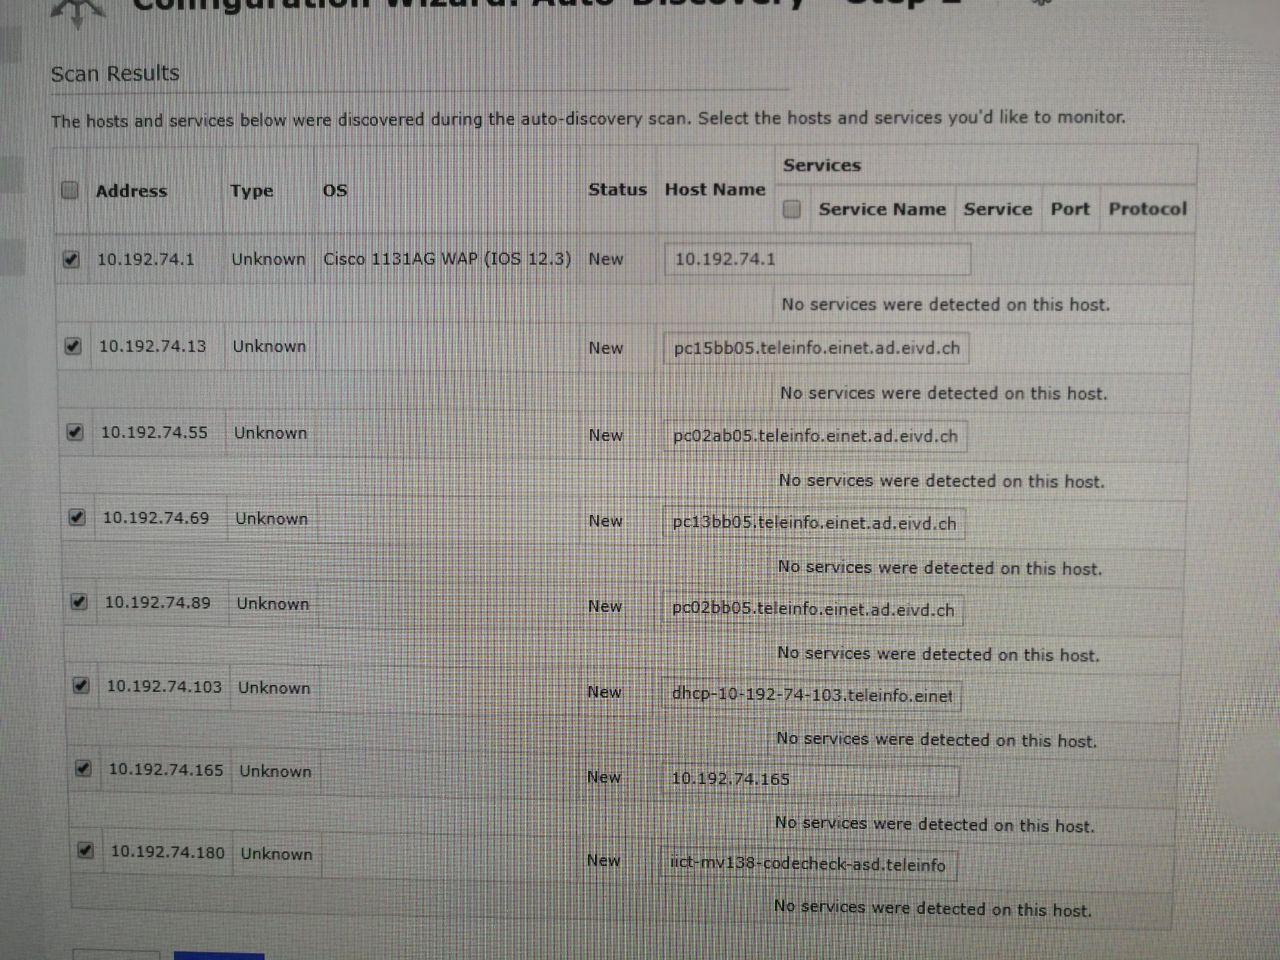 Configuration Wizard: Auto-Discovery - Step 2
Scan Results
The hosts and services below were discovered during the auto-discovery scan. Select the hosts and services you'd like to monitor.
Services
Address Type OS Status Host Name
Service Name Service Port Protocol
10.192.74.1 Unknown Cisco 1131AG WAP (IOS 12.3) New 10.192.74.1
No services were detected on this host.
10.192.74.13 Unknown New pc15bb05.teleinfo.einet.ad.eivd.ch
No services were detected on this host.
10.192.74.55 Unknown New pc02ab05.teleinfo.einet.ad.eivd.ch
No services were detected on this host.
10.192.74.69 Unknown New pc13bb05.teleinfo.einet.ad.eivd.ch
No services were detected on this host.
10.192.74.89 Unknown New pc02bb05.teleinfo.einet.ad.eivd.ch
No services were detected on this host.
10.192.74.103 Unknown New dhcp-10-192-74-103.teleinfo.einet
No services were detected on this host.
10.192.74.165 Unknown New 10.192.74.165
No services were detected on this host.
10.192.74.180 Unknown New iict-mv138-codecheck-asd.teleinfo
No services were detected on this host.